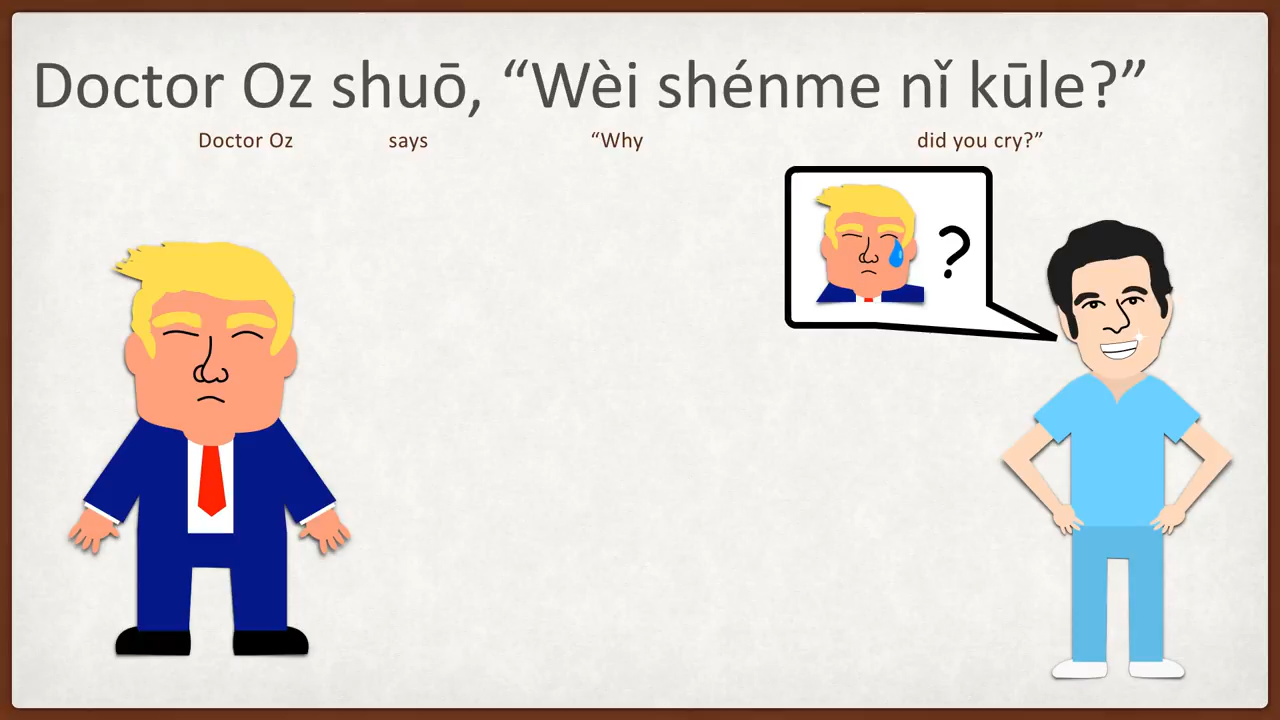 Doctor Oz shuō, “Wèi shénme nǐ kūle?”
Doctor Oz says “Why did you cry?”
?